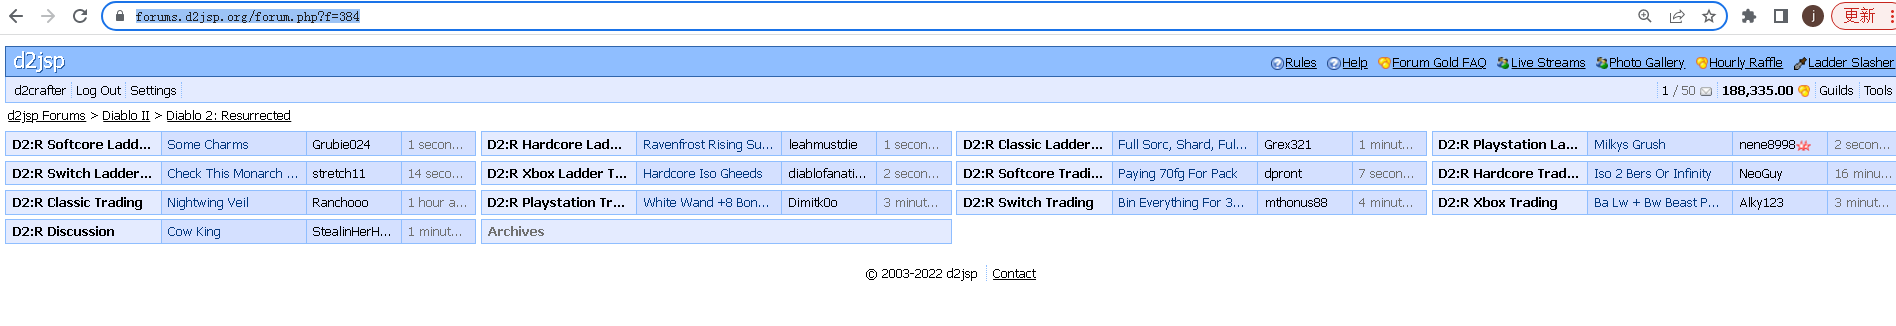 forums.d2jsp.org/forum.php?f=384 j 更新
d2jsp Rules Help Forum Gold FAQ Live Streams Photo Gallery Hourly Raffle Ladder Slasher
d2crafter Log Out Settings 1 / 50 188,335.00 Guilds Tools
d2jsp Forums > Diablo II > Diablo 2: Resurrected
D2:R Softcore Ladd... Some Charms Grubie024 1 secon... D2:R Hardcore Lad... Ravenfrost Rising Su... leahmustdie 1 secon... D2:R Classic Ladder... Full Sorc, Shard, Ful... Grex321 1 minut... D2:R Playstation La... Milkys Grush nene8998 2 secon...
D2:R Switch Ladder... Check This Monarch ... stretch11 14 secon... D2:R Xbox Ladder T... Hardcore Iso Gheeds diablofanati... 2 secon... D2:R Softcore Tradi... Paying 70fg For Pack dpront 7 secon... D2:R Hardcore Trad... Iso 2 Bers Or Infinity NeoGuy 16 minu...
D2:R Classic Trading Nightwing Veil Ranchooo 1 hour a... D2:R Playstation Tr... White Wand +8 Bon... Dimitk0o 3 minut... D2:R Switch Trading Bin Everything For 3... mthonus88 4 minut... D2:R Xbox Trading Ba Lw + Bw Beast P... Alky123 3 minut...
D2:R Discussion Cow King StealinHerH... 1 minut... Archives
© 2003-2022 d2jsp Contact